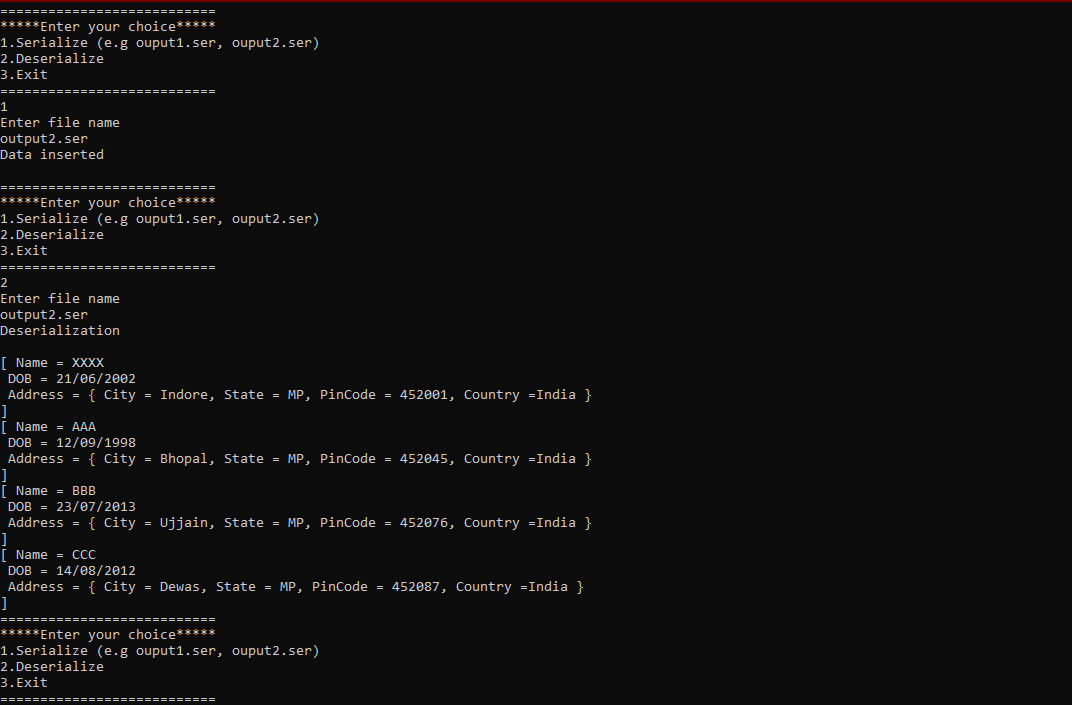 ===========================
*****Enter your choice*****
1.Serialize (e.g ouput1.ser, ouput2.ser)
2.Deserialize
3.Exit
===========================
1
Enter file name
output2.ser
Data inserted

===========================
*****Enter your choice*****
1.Serialize (e.g ouput1.ser, ouput2.ser)
2.Deserialize
3.Exit
===========================
2
Enter file name
output2.ser
Deserialization

[ Name = XXXX
 DOB = 21/06/2002
 Address = { City = Indore, State = MP, PinCode = 452001, Country =India }
]
[ Name = AAA
 DOB = 12/09/1998
 Address = { City = Bhopal, State = MP, PinCode = 452045, Country =India }
]
[ Name = BBB
 DOB = 23/07/2013
 Address = { City = Ujjain, State = MP, PinCode = 452076, Country =India }
]
[ Name = CCC
 DOB = 14/08/2012
 Address = { City = Dewas, State = MP, PinCode = 452087, Country =India }
]
===========================
*****Enter your choice*****
1.Serialize (e.g ouput1.ser, ouput2.ser)
2.Deserialize
3.Exit
===========================